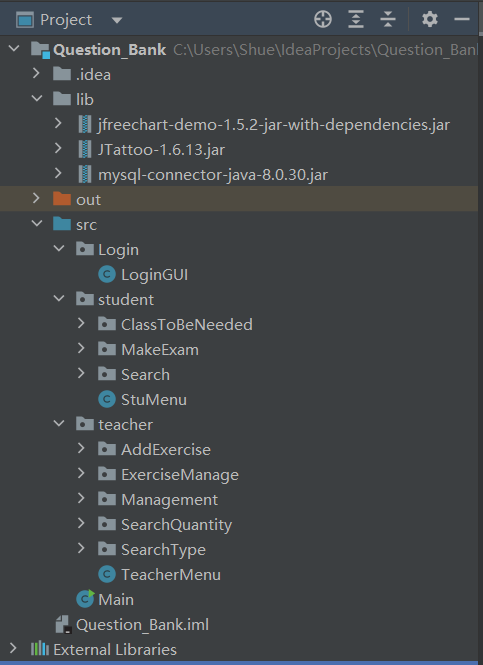 Project
Question_Bank C:\Users\Shue\IdeaProjects\Question_Ban
.idea
lib
jfreechart-demo-1.5.2-jar-with-dependencies.jar
JTattoo-1.6.13.jar
mysql-connector-java-8.0.30.jar
out
src
Login
LoginGUI
student
ClassToBeNeeded
MakeExam
Search
StuMenu
teacher
AddExercise
ExerciseManage
Management
SearchQuantity
SearchType
TeacherMenu
Main
Question_Bank.iml
External Libraries